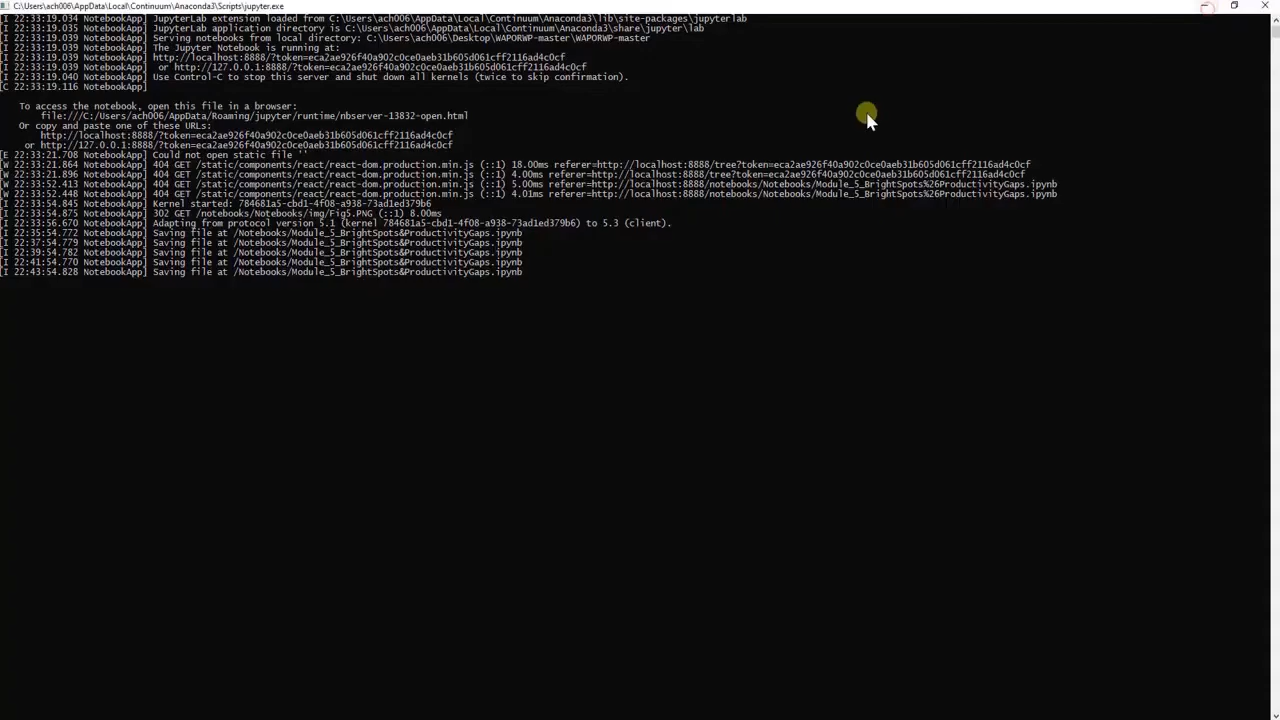 C:\Users\ach006\AppData\Local\Continuum\Anaconda3\Scripts\jupyter.exe
[I 22:33:19.034 NotebookApp] JupyterLab extension loaded from C:\Users\ach006\AppData\Local\Continuum\Anaconda3\lib\site-packages\jupyterlab
[I 22:33:19.035 NotebookApp] JupyterLab application directory is C:\Users\ach006\AppData\Local\Continuum\Anaconda3\share\jupyter\lab
[I 22:33:19.039 NotebookApp] Serving notebooks from local directory: C:\Users\ach006\Desktop\WAPORWP-master\WAPORWP-master
[I 22:33:19.039 NotebookApp] The Jupyter Notebook is running at:
[I 22:33:19.039 NotebookApp] http://localhost:8888/?token=eca2ae926f40a902c0ce0aeb31b605d061cff2116ad4c0cf
[I 22:33:19.039 NotebookApp]  or http://127.0.0.1:8888/?token=eca2ae926f40a902c0ce0aeb31b605d061cff2116ad4c0cf
[I 22:33:19.040 NotebookApp] Use Control-C to stop this server and shut down all kernels (twice to skip confirmation).
[C 22:33:19.116 NotebookApp]
To access the notebook, open this file in a browser:
file:///C:/Users/ach006/AppData/Roaming/jupyter/runtime/nbserver-13832-open.html
Or copy and paste one of these URLs:
http://localhost:8888/?token=eca2ae926f40a902c0ce0aeb31b605d061cff2116ad4c0cf
or http://127.0.0.1:8888/?token=eca2ae926f40a902c0ce0aeb31b605d061cff2116ad4c0cf
[E 22:33:21.708 NotebookApp] Could not open static file ''
[W 22:33:21.864 NotebookApp] 404 GET /static/components/react/react-dom.production.min.js (::1) 18.00ms referer=http://localhost:8888/tree?token=eca2ae926f40a902c0ce0aeb31b605d061cff2116ad4c0cf
[W 22:33:21.896 NotebookApp] 404 GET /static/components/react/react-dom.production.min.js (::1) 4.00ms referer=http://localhost:8888/tree?token=eca2ae926f40a902c0ce0aeb31b605d061cff2116ad4c0cf
[W 22:33:52.413 NotebookApp] 404 GET /static/components/react/react-dom.production.min.js (::1) 5.00ms referer=http://localhost:8888/notebooks/Notebooks/Module_5_BrightSpots%26ProductivityGaps.ipynb
[W 22:33:52.448 NotebookApp] 404 GET /static/components/react/react-dom.production.min.js (::1) 4.01ms referer=http://localhost:8888/notebooks/Notebooks/Module_5_BrightSpots%26ProductivityGaps.ipynb
[I 22:33:54.845 NotebookApp] Kernel started: 784681a5-cbd1-4f08-a938-73ad1ed379b6
[I 22:33:54.875 NotebookApp] 302 GET /notebooks/Notebooks/img/Fig5.PNG (::1) 8.00ms
[I 22:33:56.670 NotebookApp] Adapting from protocol version 5.1 (kernel 784681a5-cbd1-4f08-a938-73ad1ed379b6) to 5.3 (client).
[I 22:35:54.772 NotebookApp] Saving file at /Notebooks/Module_5_BrightSpots&ProductivityGaps.ipynb
[I 22:37:54.779 NotebookApp] Saving file at /Notebooks/Module_5_BrightSpots&ProductivityGaps.ipynb
[I 22:39:54.782 NotebookApp] Saving file at /Notebooks/Module_5_BrightSpots&ProductivityGaps.ipynb
[I 22:41:54.770 NotebookApp] Saving file at /Notebooks/Module_5_BrightSpots&ProductivityGaps.ipynb
[I 22:43:54.828 NotebookApp] Saving file at /Notebooks/Module_5_BrightSpots&ProductivityGaps.ipynb